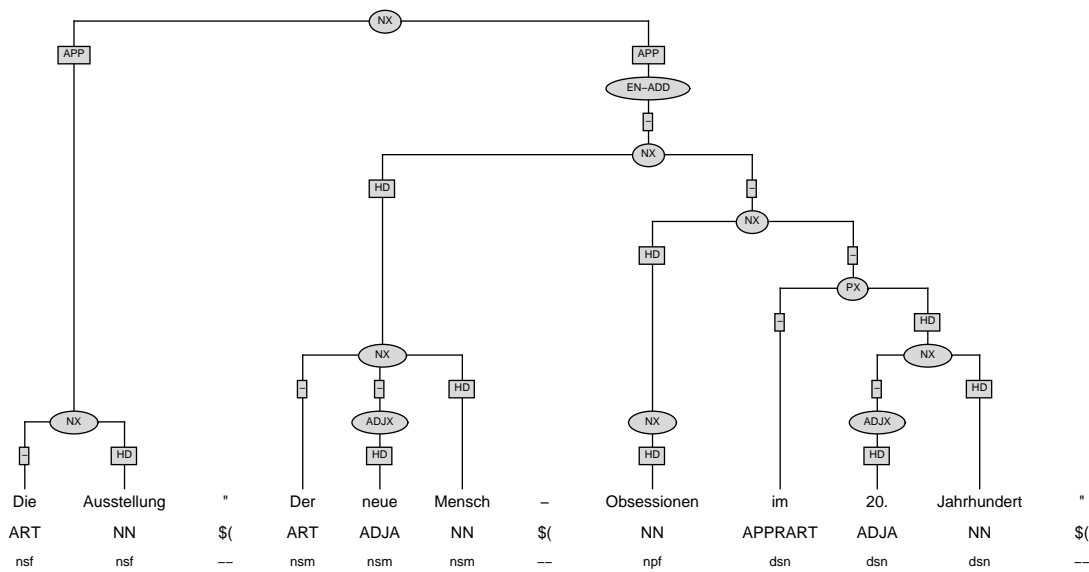 NX
APP APP
EN–ADD
–
NX
HD –
NX
HD –
PX
– HD
NX NX
– – HD – HD
NX ADJX NX ADJX
– HD HD HD HD
Die Ausstellung " Der neue Mensch – Obsessionen im 20. Jahrhundert "
ART NN $( ART ADJA NN $( NN APPRART ADJA NN $(
nsf nsf –– nsm nsm nsm –– npf dsn dsn dsn ––